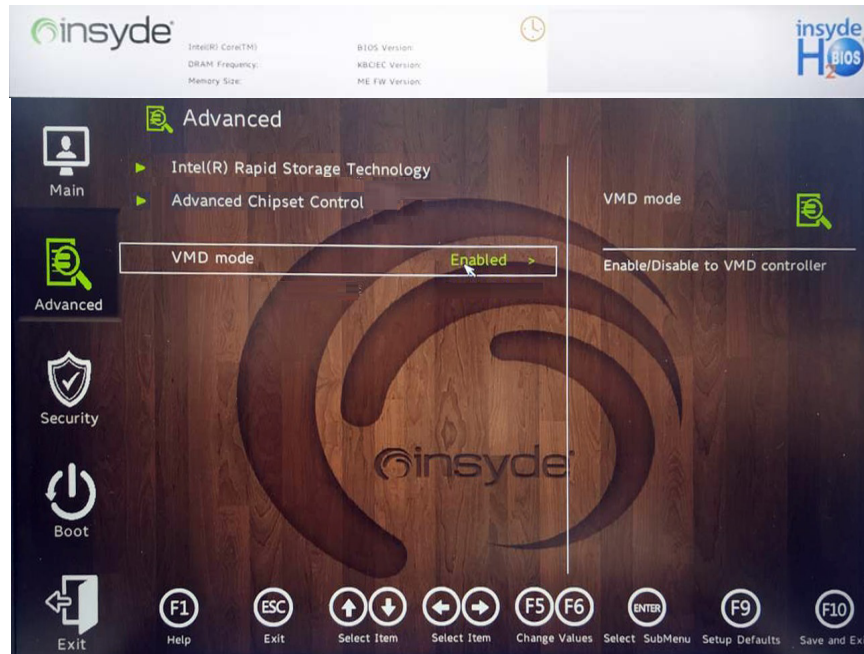 insyde
Intel(R) Core(TM)
DRAM Frequency:
Memory Size:
BIOS Version:
KBC/EC Version:
ME FW Version:
insyde
H2O BIOS
Advanced
Main
Intel(R) Rapid Storage Technology
Advanced Chipset Control
VMD mode Enabled >
VMD mode
Enable/Disable to VMD controller
Advanced
Security
insyde
Boot
Exit
F1
Help
ESC
Exit
Select Item
Select Item
F5 F6
Change Values
ENTER
Select SubMenu
F9
Setup Defaults
F10
Save and Ex